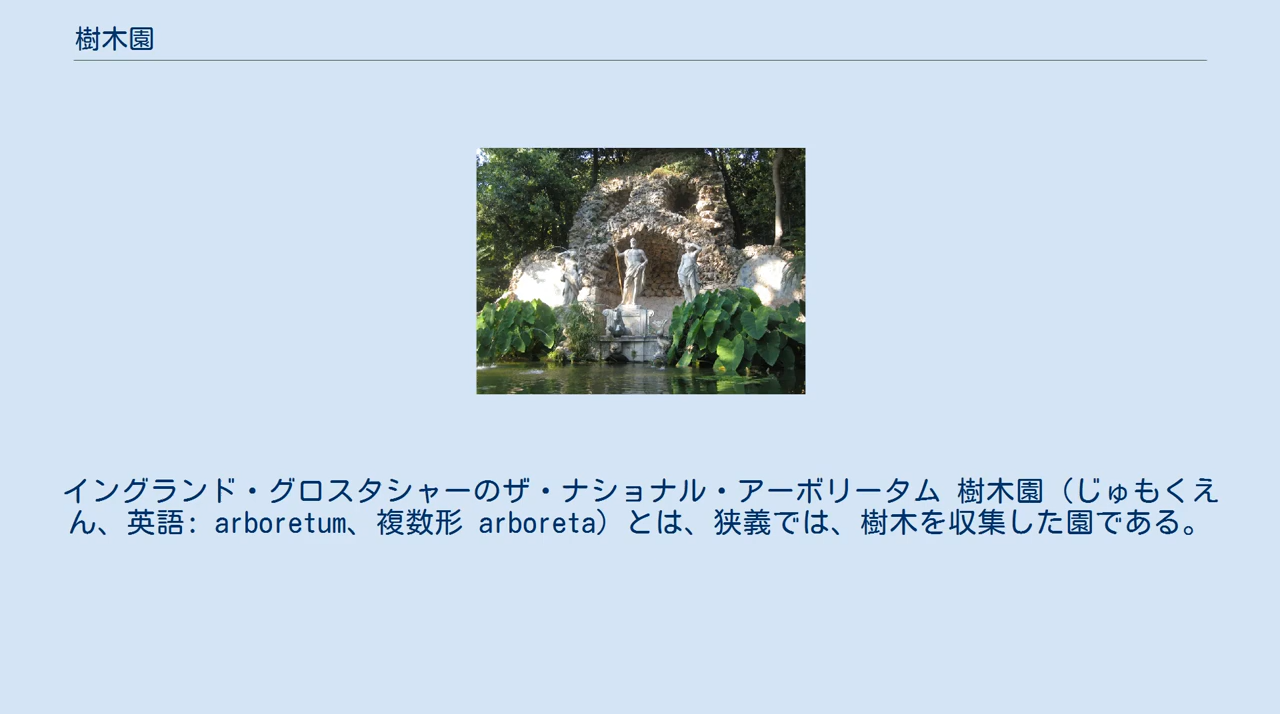 樹木園
イングランド・グロスタシャーのザ・ナショナル・アーボリータム 樹木園（じゅもくえ
ん、英語: arboretum、複数形 arboreta）とは、狭義では、樹木を収集した園である。